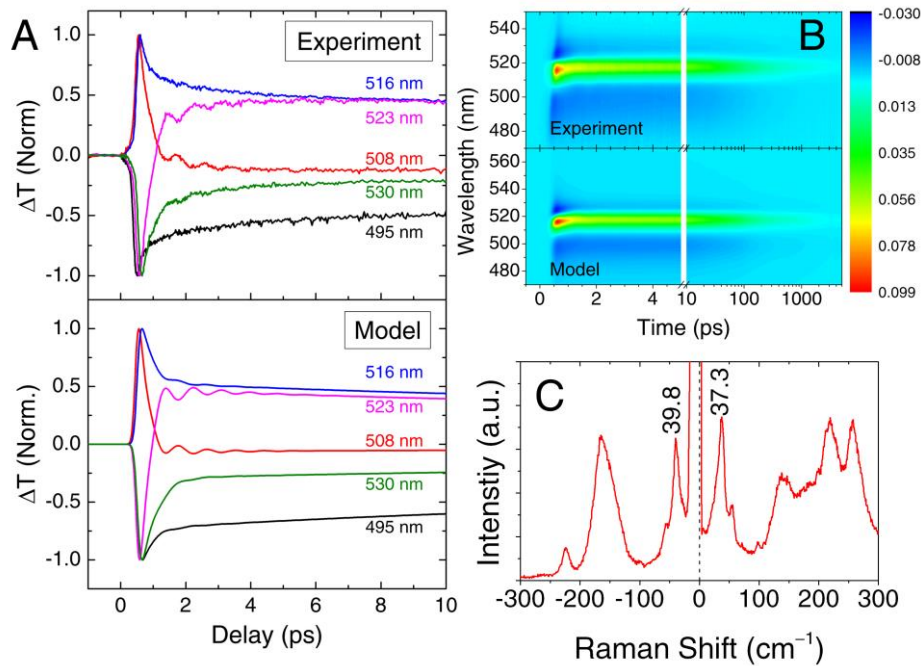 A
Experiment
ΔT (Norm)
1.0
0.5
0.0
-0.5
-1.0
516 nm
523 nm
508 nm
530 nm
495 nm
Model
ΔT (Norm.)
1.0
0.5
0.0
-0.5
-1.0
516 nm
523 nm
508 nm
530 nm
495 nm
0 2 4 6 8 10
Delay (ps)
B
Wavelength (nm)
540
520
500
480
Experiment
560
540
520
500
480
Model
0 2 4 10 100 1000
Time (ps)
-0.030
-0.008
0.013
0.034
0.056
0.078
0.099
C
Intenstiy (a.u.)
39.8
37.3
-300 -200 -100 0 100 200 300
Raman Shift (cm⁻¹)